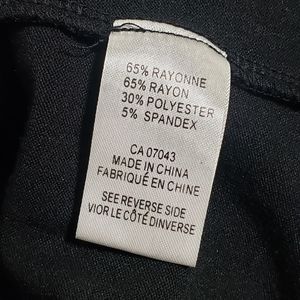 65% RAYONNE
65% RAYON
30% POLYESTER
5% SPANDEX
CA 07043
MADE IN CHINA
FABRIQUÉ EN CHINE
SEE REVERSE SIDE
VIOR LE CÔTÉ DINVERSE